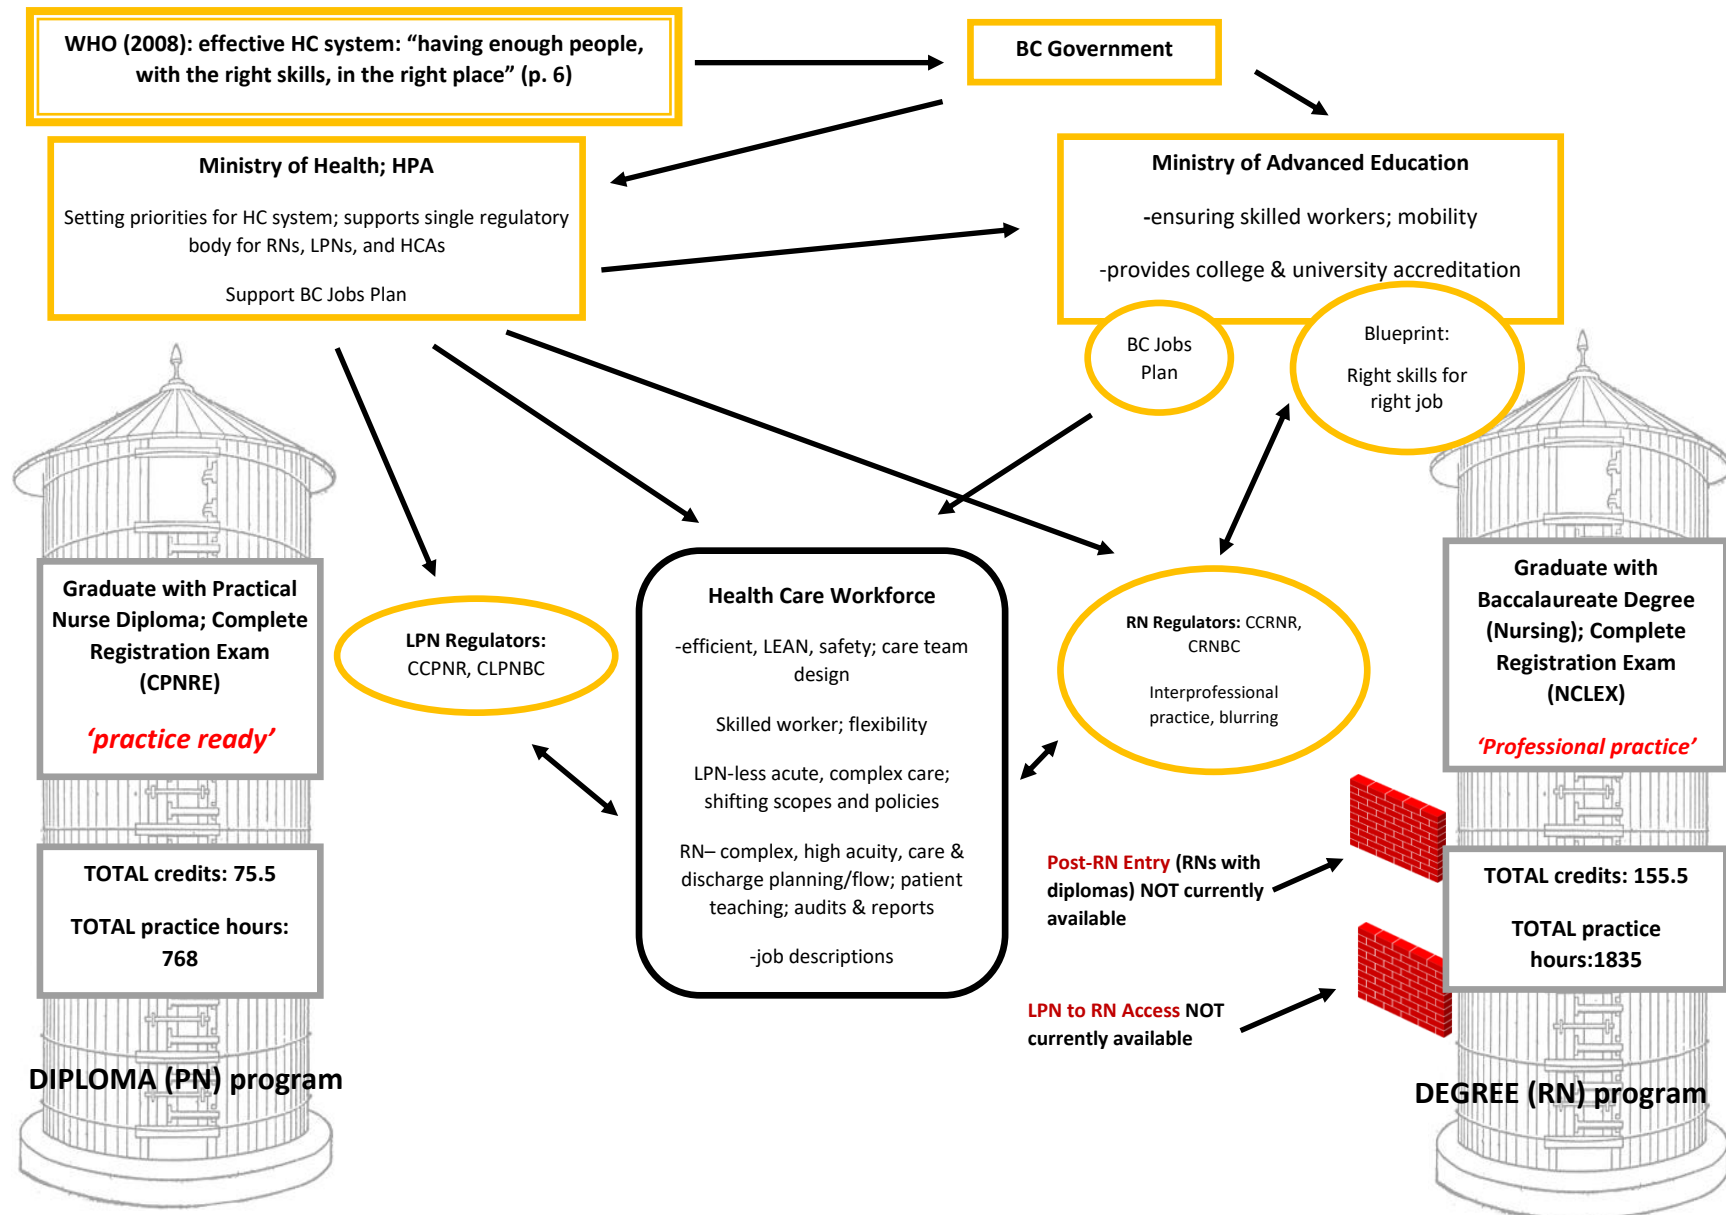 WHO (2008): effective HC system: “having enough people,
with the right skills, in the right place” (p. 6)
BC Government
Ministry of Health; HPA
Setting priorities for HC system; supports single regulatory
body for RNs, LPNs, and HCAs
Support BC Jobs Plan
Ministry of Advanced Education
-ensuring skilled workers; mobility
-provides college & university accreditation
BC Jobs
Plan
Blueprint:
Right skills for
right job
Graduate with Practical
Nurse Diploma; Complete
Registration Exam
(CPNRE)
‘practice ready’
TOTAL credits: 75.5
TOTAL practice hours:
768
DIPLOMA (PN) program
LPN Regulators:
CCPNR, CLPNBC
Health Care Workforce
-efficient, LEAN, safety; care team
design
Skilled worker; flexibility
LPN-less acute, complex care;
shifting scopes and policies
RN– complex, high acuity, care &
discharge planning/flow; patient
teaching; audits & reports
-job descriptions
RN Regulators: CCRNR,
CRNBC
Interprofessional
practice, blurring
Post-RN Entry (RNs with
diplomas) NOT currently
available
LPN to RN Access NOT
currently available
Graduate with
Baccalaureate Degree
(Nursing); Complete
Registration Exam
(NCLEX)
‘Professional practice’
TOTAL credits: 155.5
TOTAL practice
hours:1835
DEGREE (RN) program